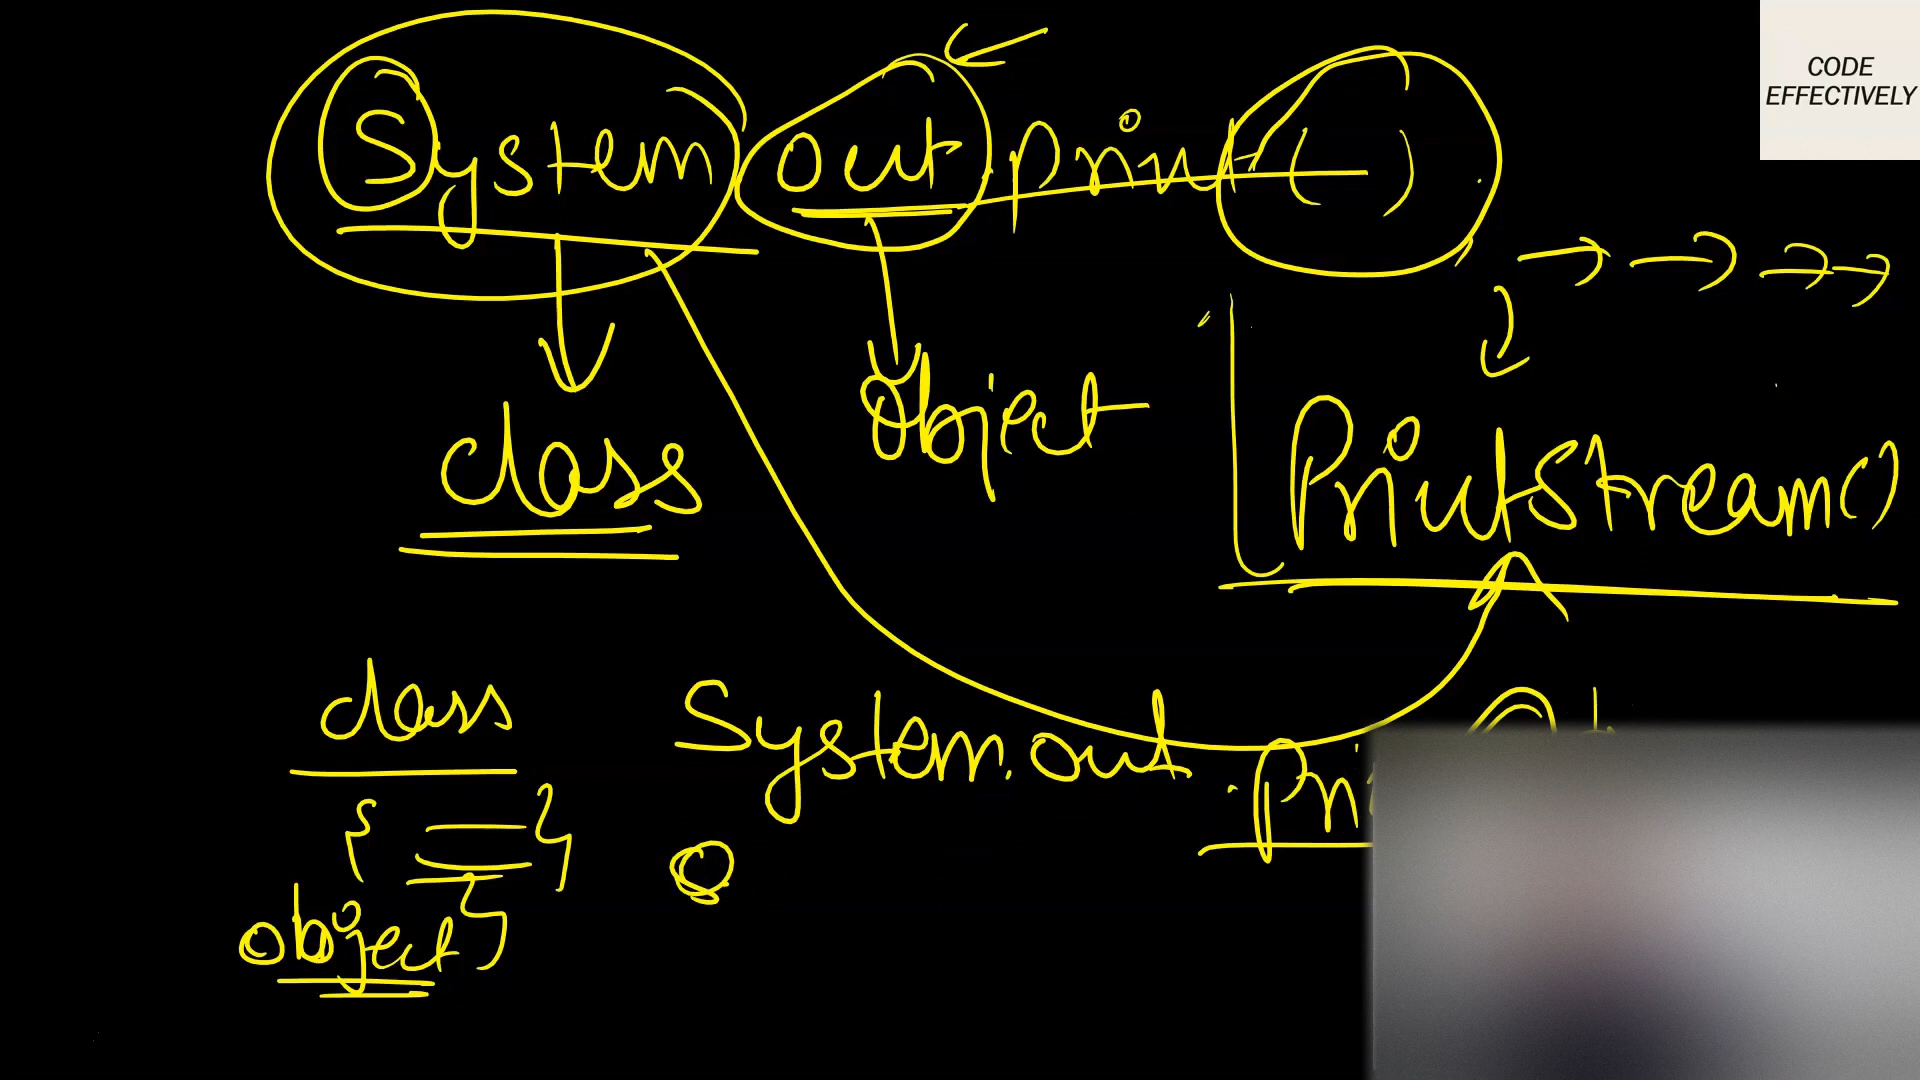 CODE
EFFECTIVELY
System out print()
class
object
PrintStream()
class
System.out
{ }
object